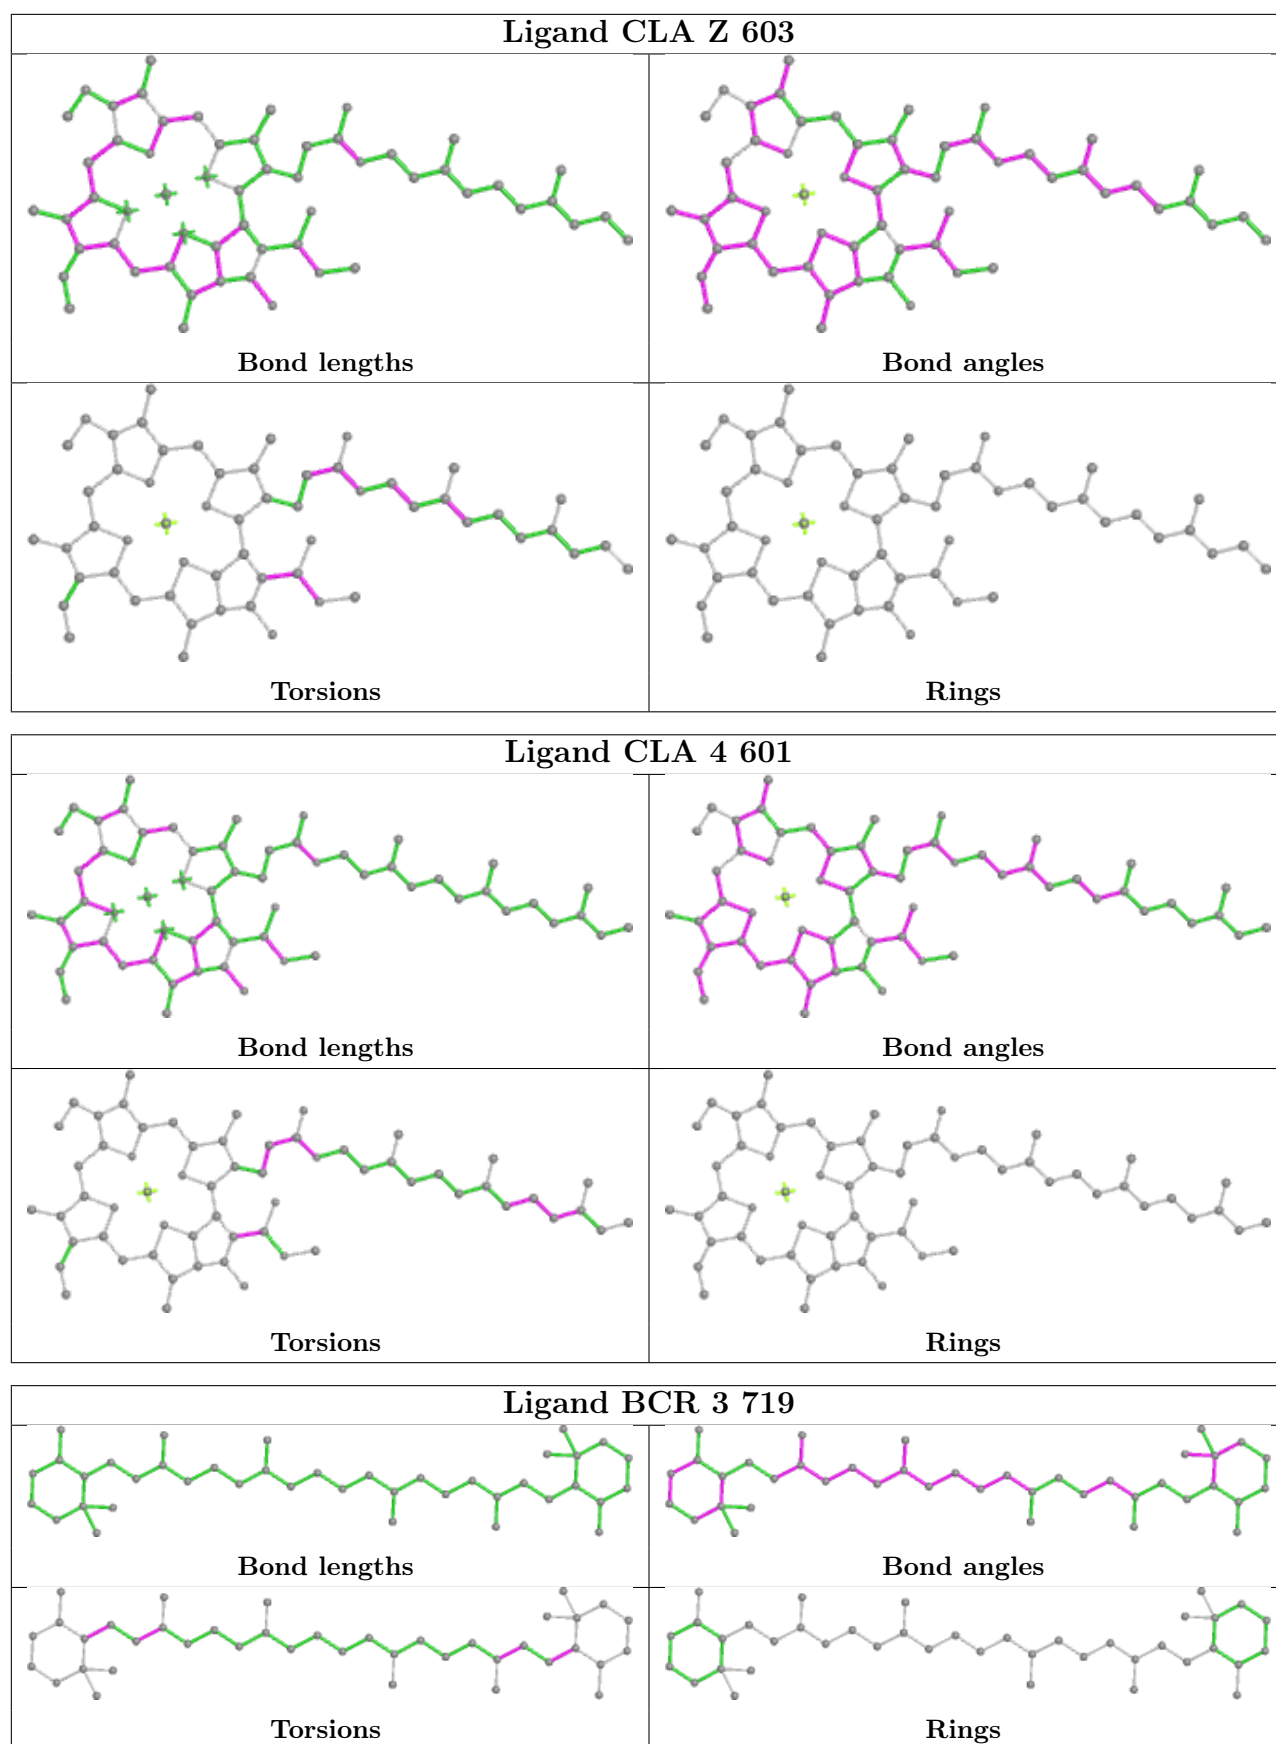 Ligand CLA Z 603
Bond lengths
Bond angles
Torsions
Rings
Ligand CLA 4 601
Bond lengths
Bond angles
Torsions
Rings
Ligand BCR 3 719
Bond lengths
Bond angles
Torsions
Rings